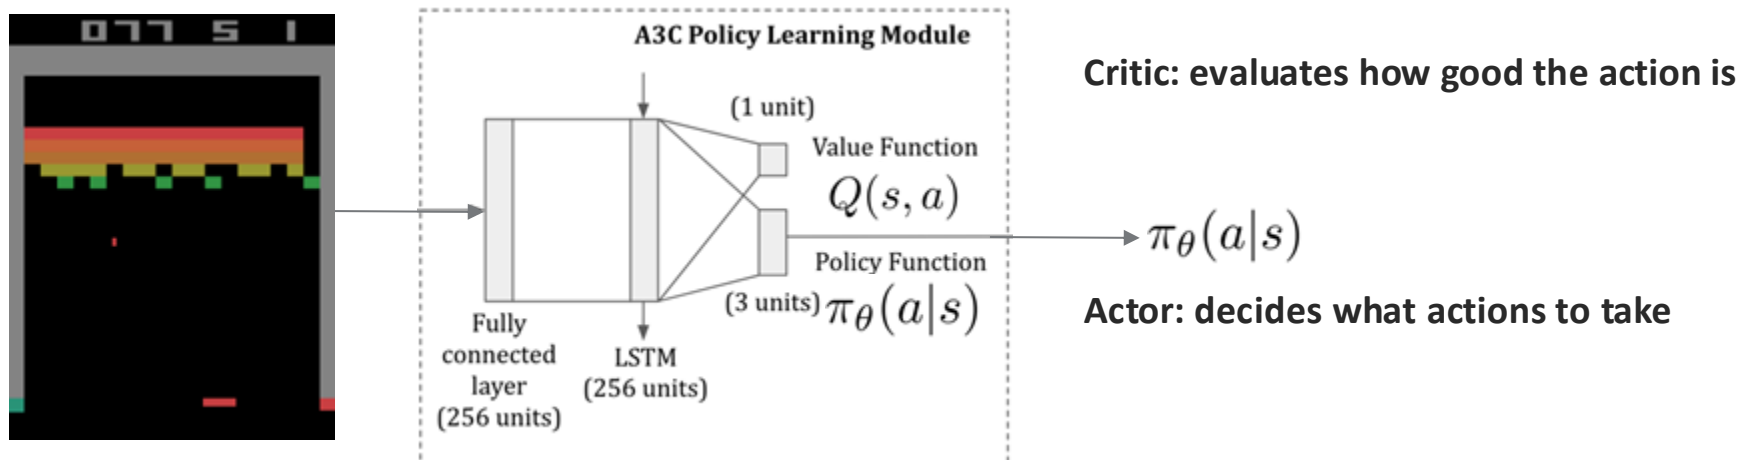 077 5 1
A3C Policy Learning Module
(1 unit)
Value Function
Q(s, a)
Policy Function
(3 units) π_θ(a|s)
Fully
connected
layer
(256 units)
LSTM
(256 units)
Critic: evaluates how good the action is
π_θ(a|s)
Actor: decides what actions to take